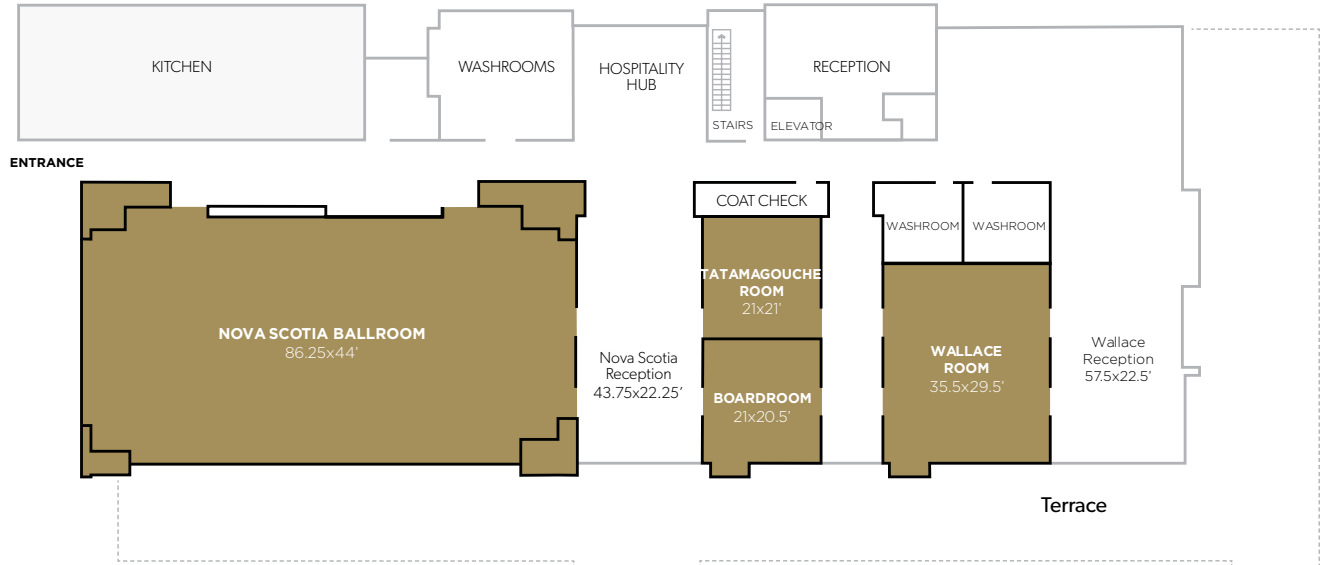 KITCHEN
WASHROOMS
HOSPITALITY
HUB
STAIRS
RECEPTION
ELEVATOR
ENTRANCE
COAT CHECK
WASHROOM
WASHROOM
TATAMAGOUCHE
ROOM
21x21'
NOVA SCOTIA BALLROOM
86.25x44'
Nova Scotia
Reception
43.75x22.25'
BOARDROOM
21x20.5'
WALLACE
ROOM
35.5x29.5'
Wallace
Reception
57.5x22.5'
Terrace